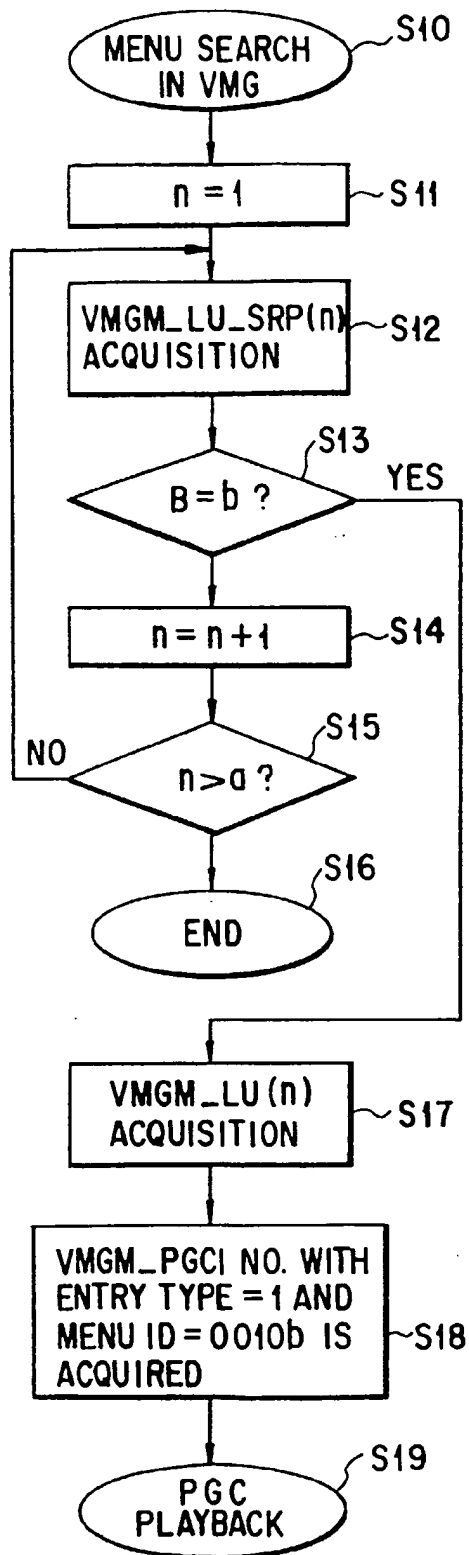 MENU SEARCH
IN VMG
S10
n = 1
S11
VMGM_LU_SRP(n)
ACQUISITION
S12
S13
B = b ?
YES
n = n + 1
S14
S15
NO
n > a ?
S16
END
VMGM_LU (n)
ACQUISITION
S17
VMGM_PGCI NO. WITH
ENTRY TYPE = 1 AND
MENU ID = 0010b IS
ACQUIRED
S18
S19
PGC
PLAYBACK